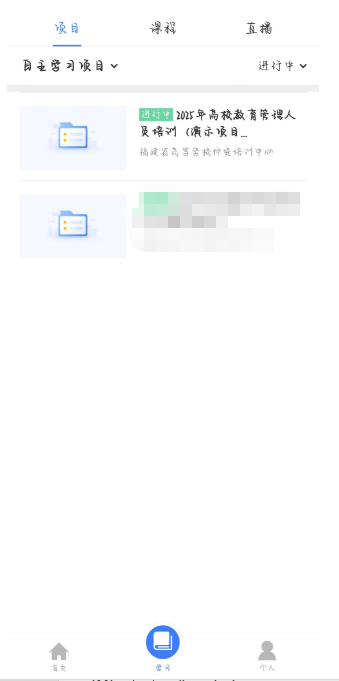 项目 课程 直播
自主学习项目 进行中
进行中 2025年高校教育管理人
员培训（演示项目...
福建省高等学校师资培训中心
首页 学习 个人